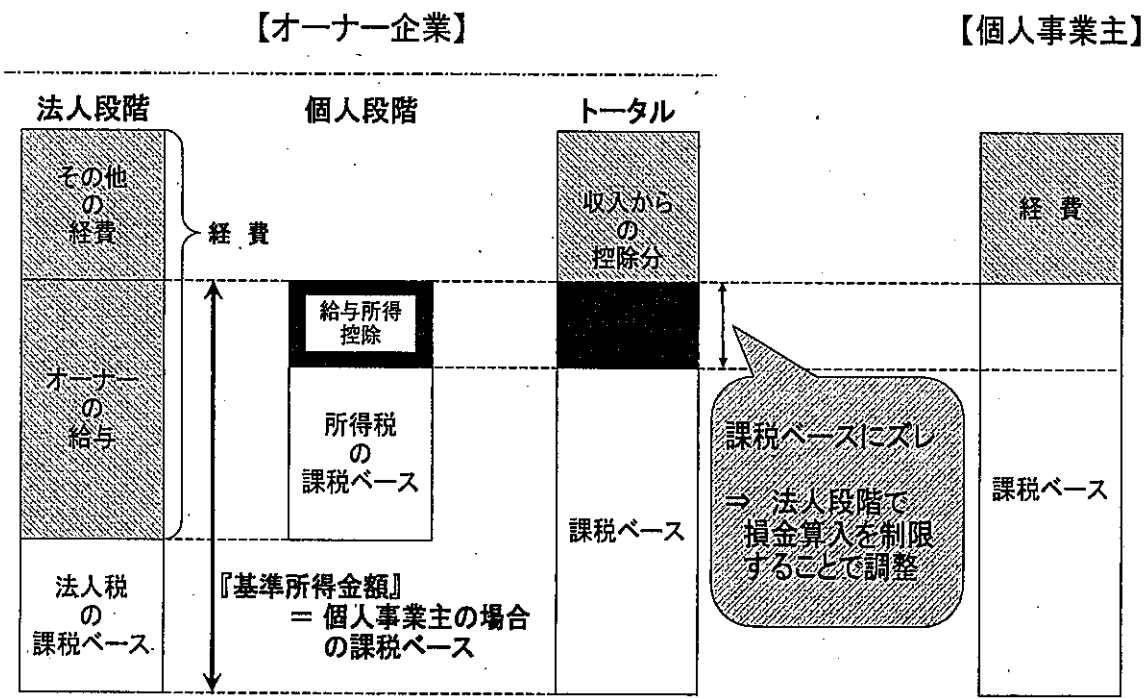 【オーナー企業】
【個人事業主】
法人段階
個人段階
トータル
その他
の
経費
経 費
オーナー
の
給与
法人税
の
課税ベース
給与所得
控除
所得税
の
課税ベース
『基準所得金額』
＝ 個人事業主の場合
の課税ベース
収入から
の
控除分
課税ベース
課税ベースにズレ
⇒ 法人段階で
損金算入を制限
することで調整
経 費
課税ベース